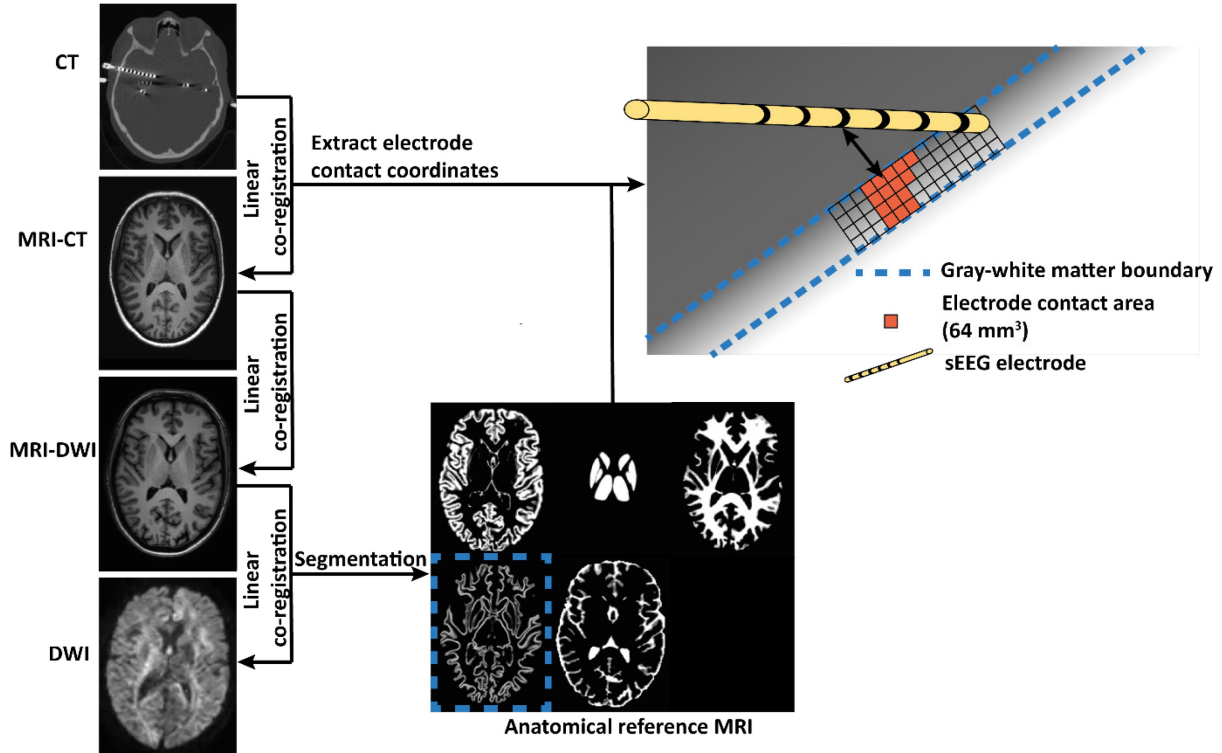 CT
MRI-CT
MRI-DWI
DWI
Linear
co-registration
Linear
co-registration
Linear
co-registration
Extract electrode
contact coordinates
Segmentation
Anatomical reference MRI
Gray-white matter boundary
Electrode contact area
(64 mm³)
sEEG electrode